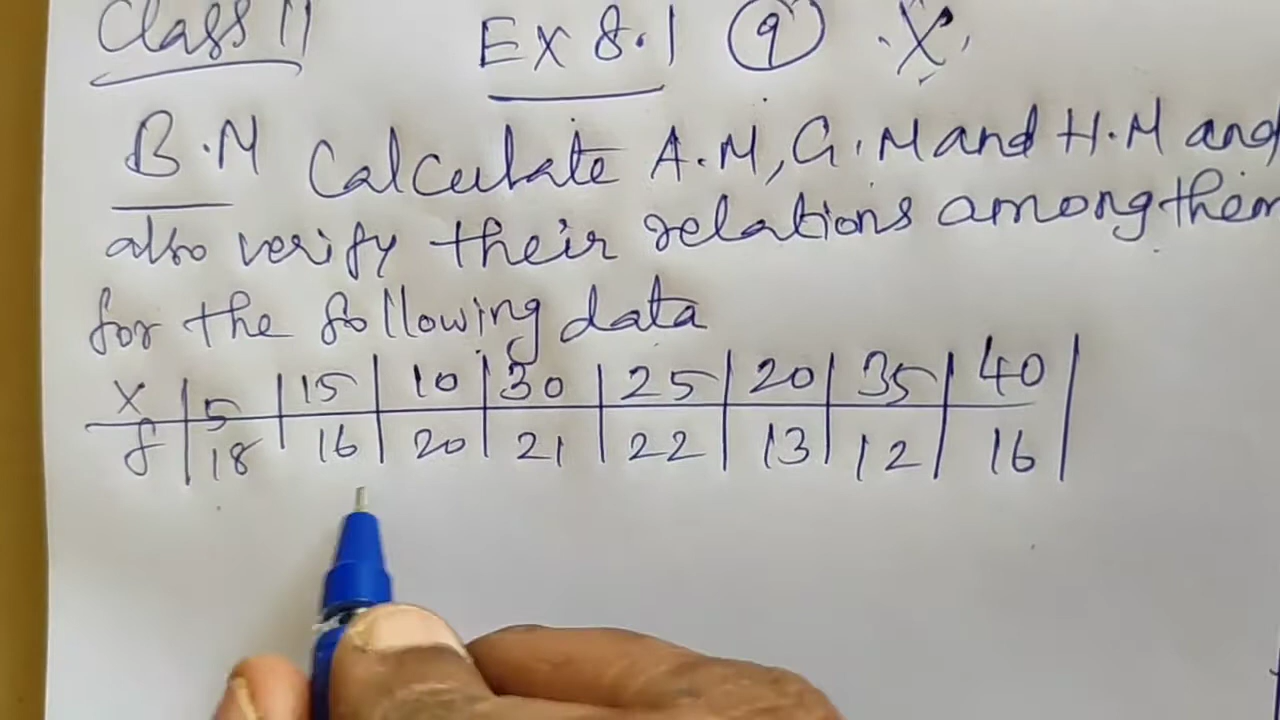 Class 11 Ex 8.1 9 X
B.M Calculate A.M, G.M and H.M and
also verify their relations among them
for the following data
X 5 15 10 30 25 20 35 40
f 18 16 20 21 22 13 12 16